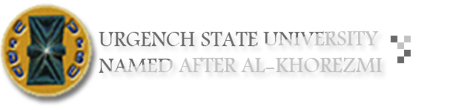 URGENCH STATE UNIVERSITY
NAMED AFTER AL-KHOREZMI